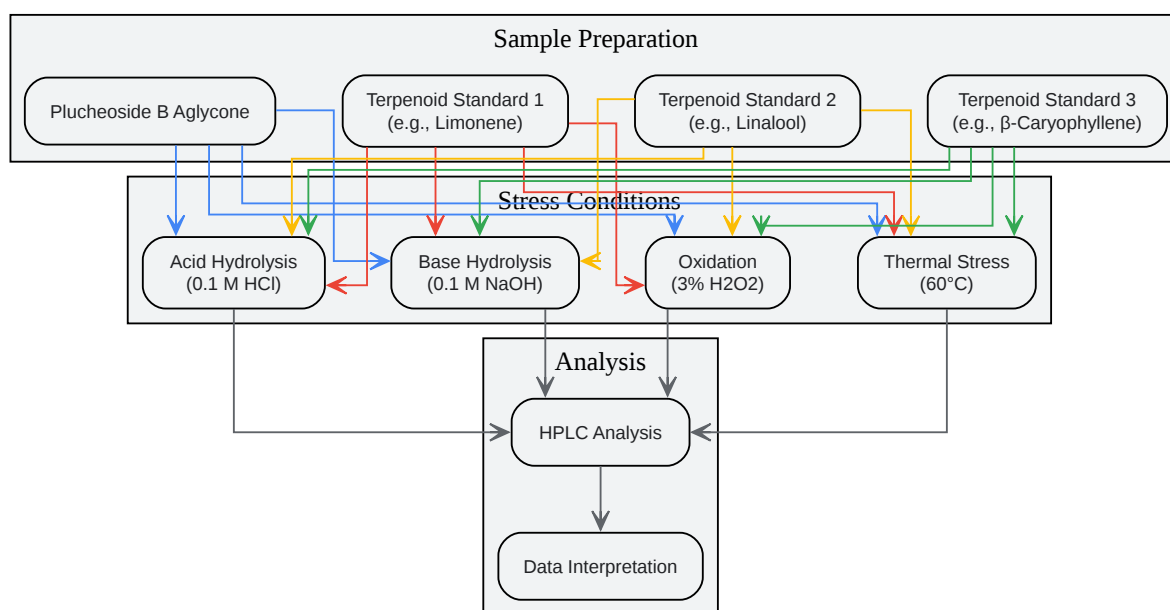 Sample Preparation
Plucheoside B Aglycone
Terpenoid Standard 1
(e.g., Limonene)
Terpenoid Standard 2
(e.g., Linalool)
Terpenoid Standard 3
(e.g., β-Caryophyllene)
Stress Conditions
Acid Hydrolysis
(0.1 M HCl)
Base Hydrolysis
(0.1 M NaOH)
Oxidation
(3% H2O2)
Thermal Stress
(60°C)
Analysis
HPLC Analysis
Data Interpretation